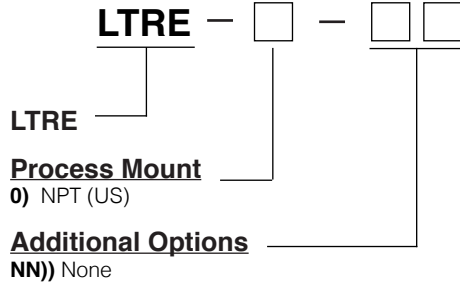 LTRE – □ – □□
LTRE
Process Mount
0) NPT (US)
Additional Options
NN)) None